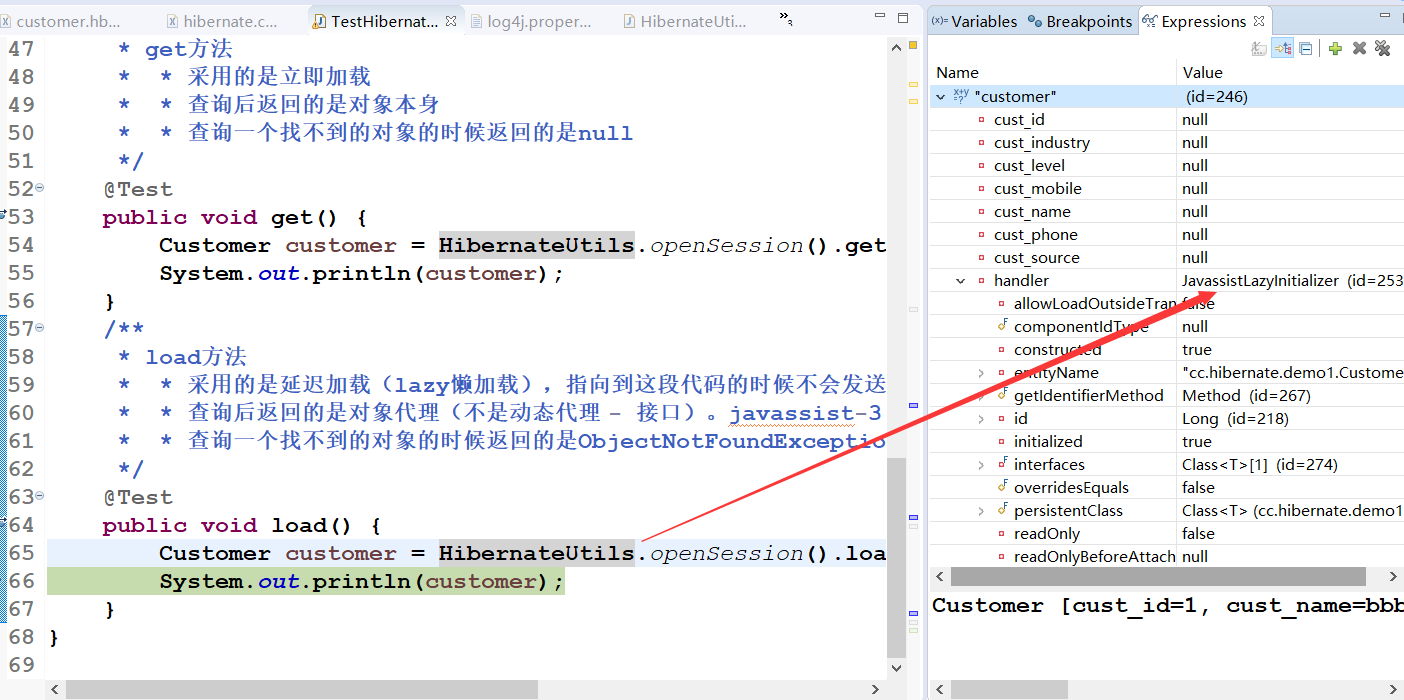 customer.hb... hibernate.c... TestHibernat... log4j.proper... HibernateUti... »3
47 * get方法
48 * * 采用的是立即加载
49 * * 查询后返回的是对象本身
50 * * 查询一个找不到的对象的时候返回的是null
51 */
52 @Test
53 public void get() {
54 Customer customer = HibernateUtils.openSession().get
55 System.out.println(customer);
56 }
57 /**
58 * load方法
59 * * 采用的是延迟加载（lazy懒加载），指向到这段代码的时候不会发送
60 * * 查询后返回的是对象代理（不是动态代理 - 接口）。javassist-3
61 * * 查询一个找不到的对象的时候返回的是ObjectNotFoundExceptio
62 */
63 @Test
64 public void load() {
65 Customer customer = HibernateUtils.openSession().loa
66 System.out.println(customer);
67 }
68 }
69
(x)= Variables Breakpoints Expressions
Name Value
"customer" (id=246)
cust_id null
cust_industry null
cust_level null
cust_mobile null
cust_name null
cust_phone null
cust_source null
handler JavassistLazyInitializer (id=253
allowLoadOutsideTran false
componentIdType null
constructed true
entityName "cc.hibernate.demo1.Custome
getIdentifierMethod Method (id=267)
id Long (id=218)
initialized true
interfaces Class<T>[1] (id=274)
overridesEquals false
persistentClass Class<T> (cc.hibernate.demo1
readOnly false
readOnlyBeforeAttach null
Customer [cust_id=1, cust_name=bbb